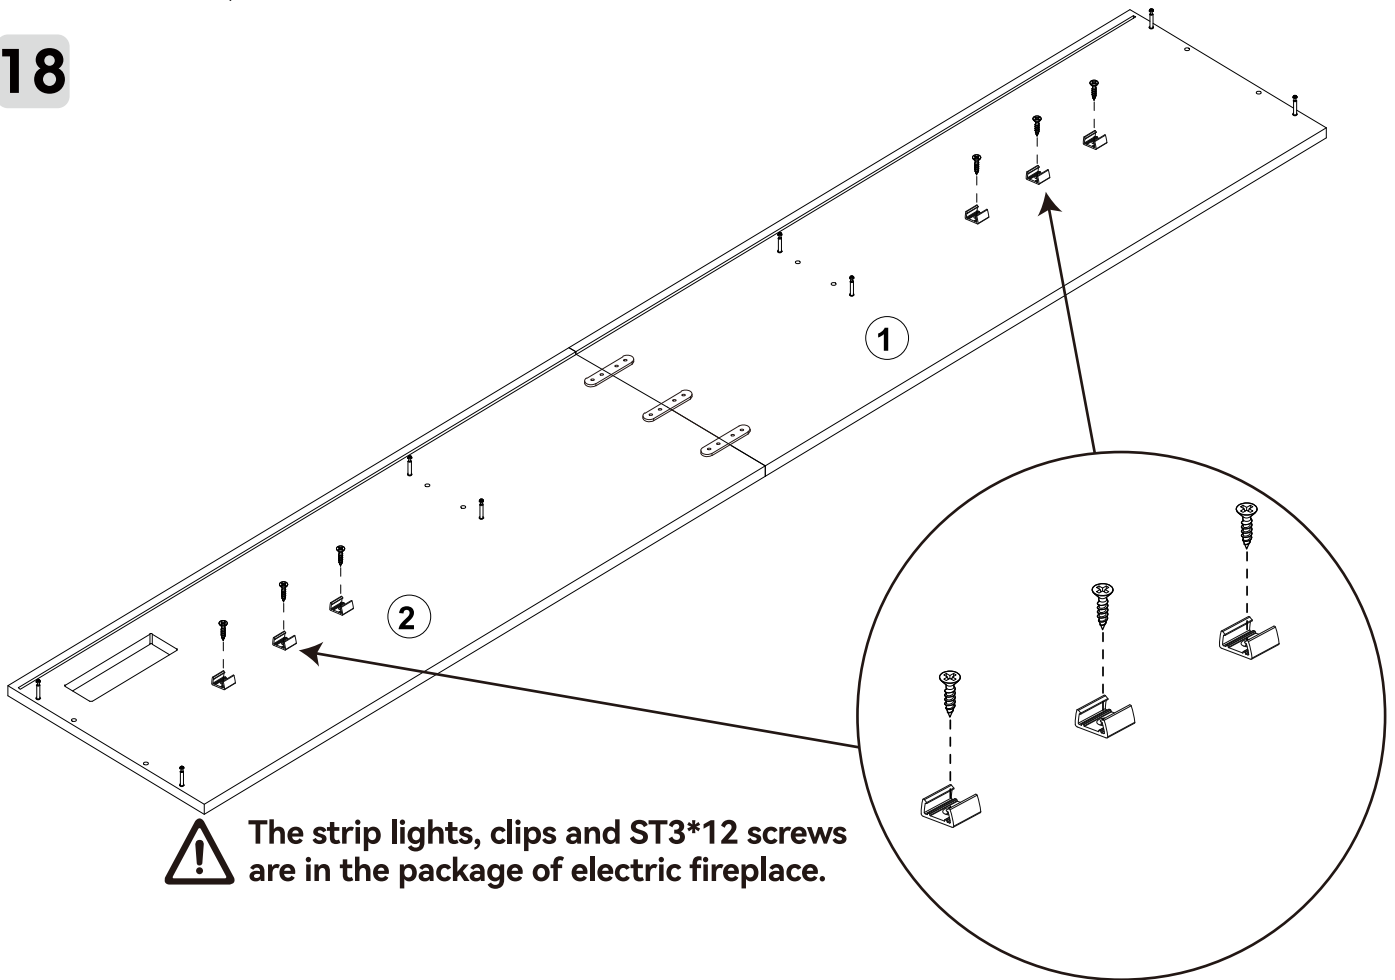 18
1
2
The strip lights, clips and ST3*12 screws
are in the package of electric fireplace.